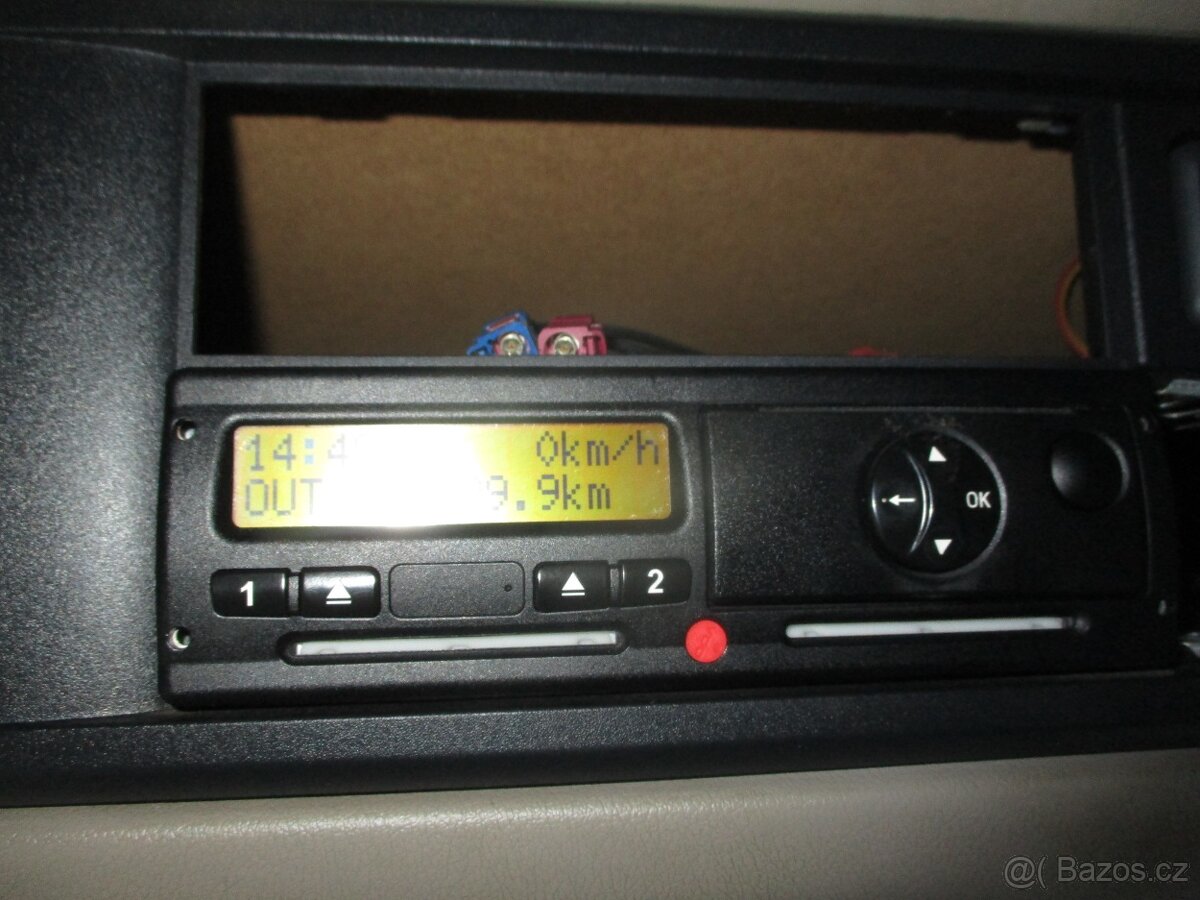 14:4 0km/h
OUT 9.9km
1 2
OK
@( Bazos.cz